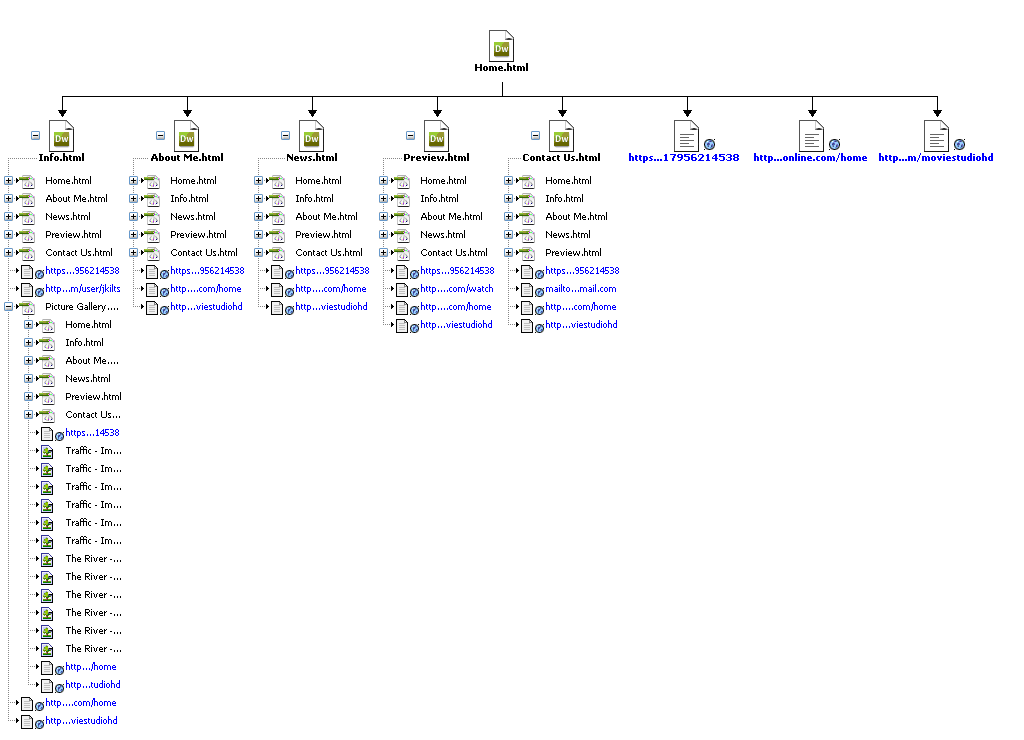 Dw
Home.html
Dw
Dw
Dw
Dw
Dw
Info.html
About Me.html
News.html
Preview.html
Contact Us.html
https...17956214538
http...online.com/home
http...m/moviestudiohd
Home.html
About Me.html
News.html
Preview.html
Contact Us.html
https...956214538
http...m/user/jkilts
Picture Gallery....
Home.html
Info.html
About Me....
News.html
Preview.html
Contact Us...
https...14538
Traffic - Im...
Traffic - Im...
Traffic - Im...
Traffic - Im...
Traffic - Im...
Traffic - Im...
The River -...
The River -...
The River -...
The River -...
The River -...
The River -...
http.../home
http...tudiohd
http....com/home
http...viestudiohd
Home.html
Info.html
News.html
Preview.html
Contact Us.html
https...956214538
http....com/home
http...viestudiohd
Home.html
Info.html
About Me.html
Preview.html
Contact Us.html
https...956214538
http....com/home
http...viestudiohd
Home.html
Info.html
About Me.html
News.html
Contact Us.html
https...956214538
http....com/watch
http....com/home
http...viestudiohd
Home.html
Info.html
About Me.html
News.html
Preview.html
https...956214538
mailto...mail.com
http....com/home
http...viestudiohd